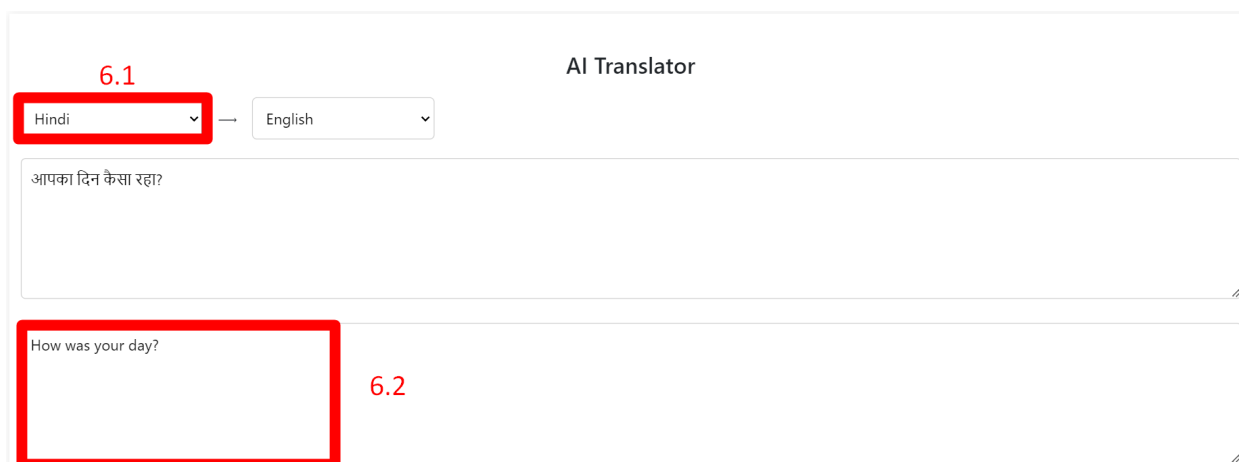 AI Translator
6.1
Hindi → English
आपका दिन कैसा रहा?
How was your day?
6.2